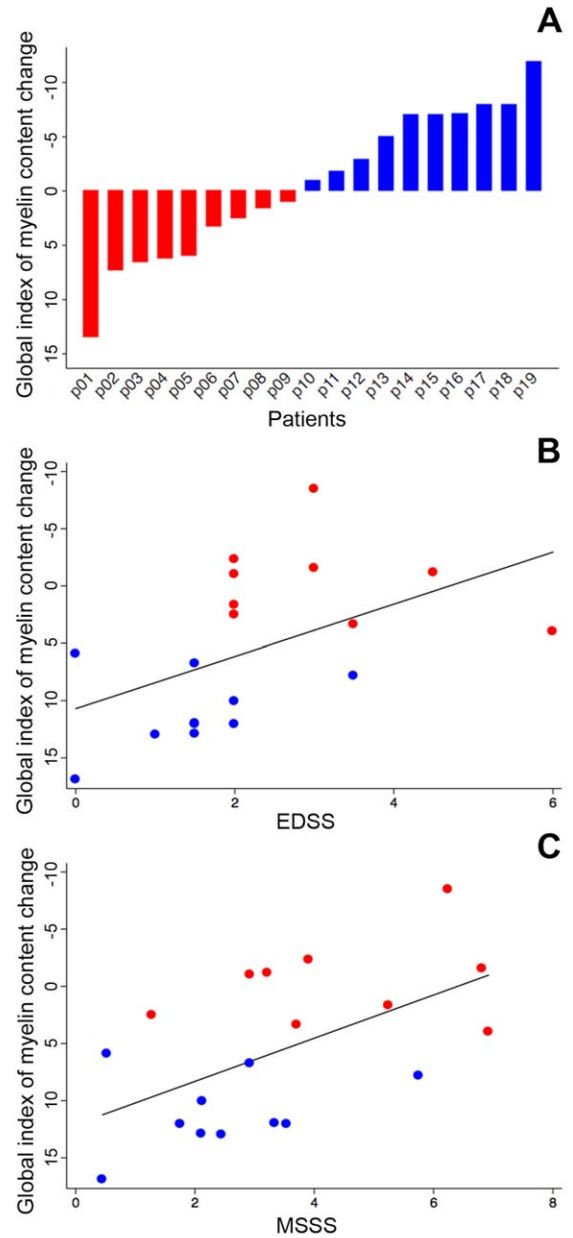 A
Global index of myelin content change
-10
-5
0
5
10
15
p01 p02 p03 p04 p05 p06 p07 p08 p09 p10 p11 p12 p13 p14 p15 p16 p17 p18 p19
Patients
B
Global index of myelin content change
-10
-5
0
5
10
15
0 2 4 6
EDSS
C
Global index of myelin content change
-10
-5
0
5
10
15
0 2 4 6 8
MSSS